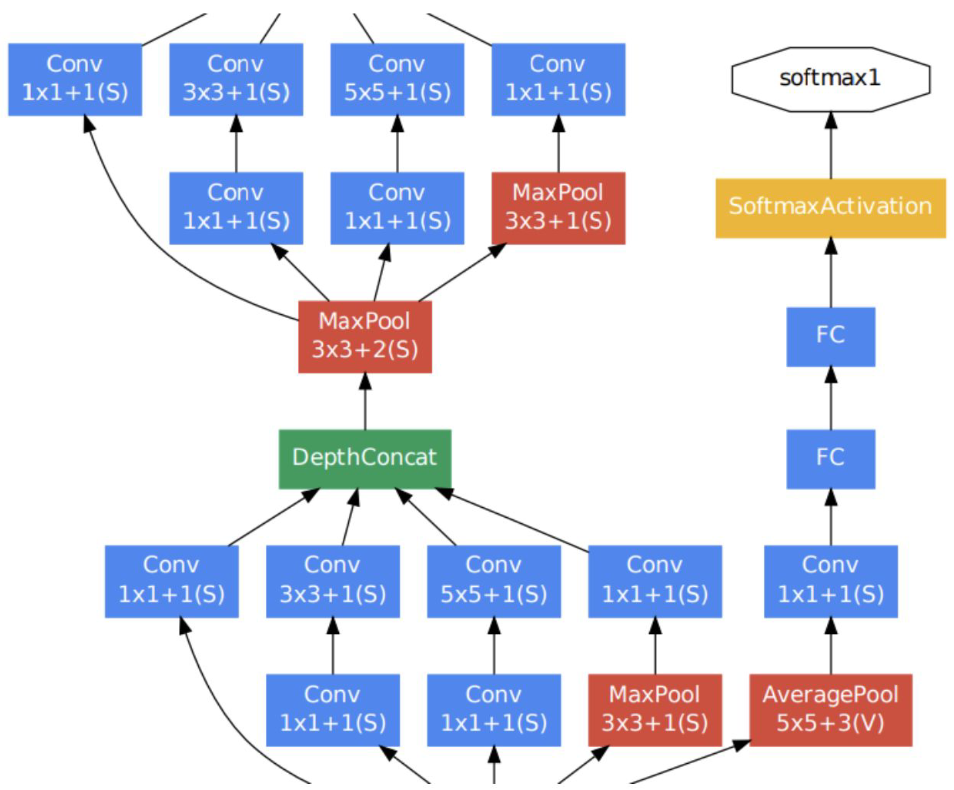 Conv
1x1+1(S)
Conv
3x3+1(S)
Conv
5x5+1(S)
Conv
1x1+1(S)
softmax1
Conv
1x1+1(S)
Conv
1x1+1(S)
MaxPool
3x3+1(S)
SoftmaxActivation
MaxPool
3x3+2(S)
FC
DepthConcat
FC
Conv
1x1+1(S)
Conv
3x3+1(S)
Conv
5x5+1(S)
Conv
1x1+1(S)
Conv
1x1+1(S)
Conv
1x1+1(S)
Conv
1x1+1(S)
MaxPool
3x3+1(S)
AveragePool
5x5+3(V)